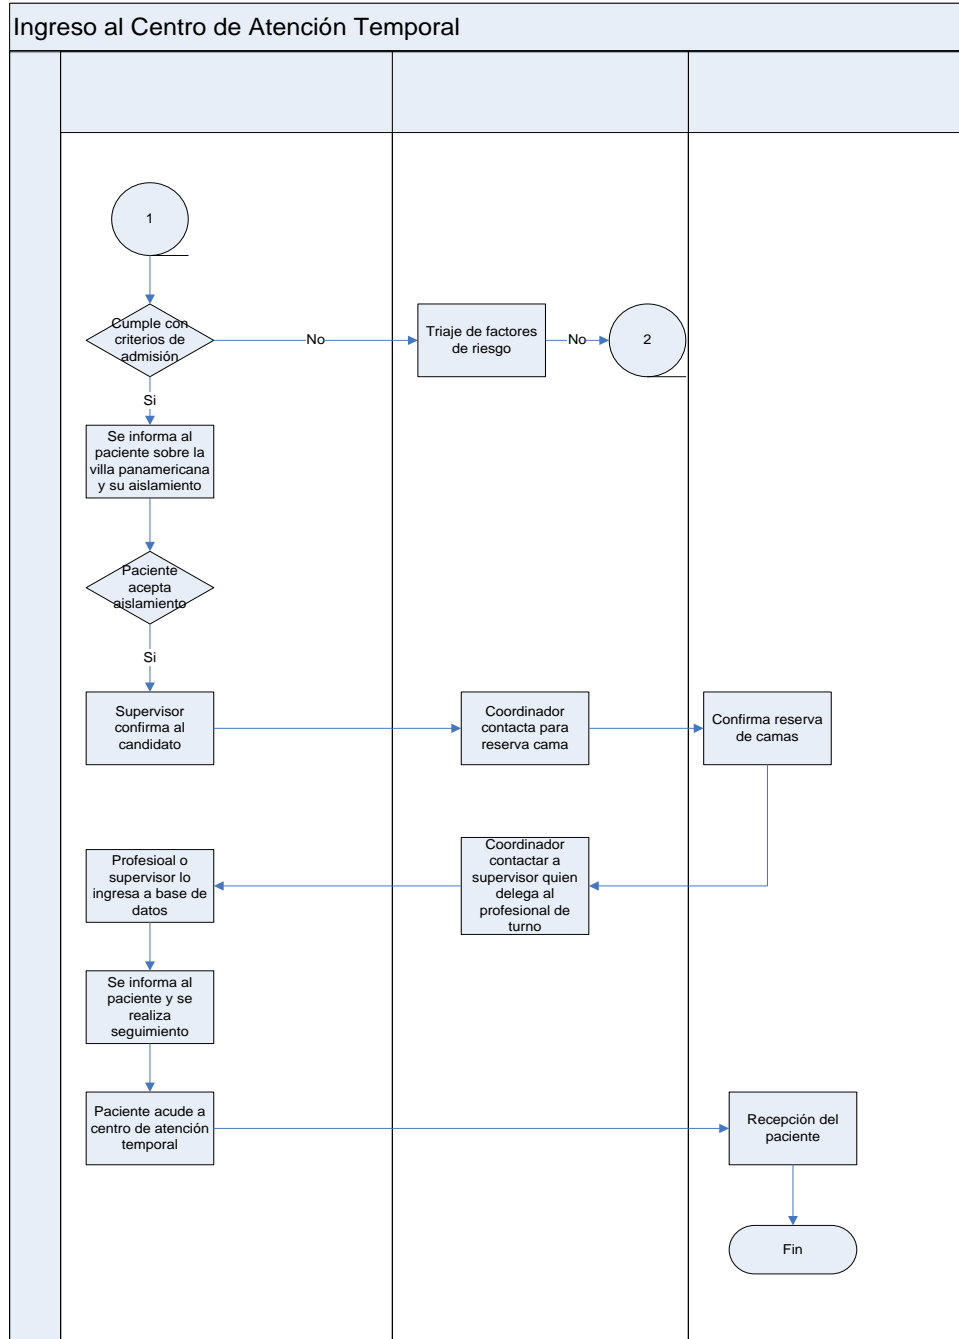 Ingreso al Centro de Atención Temporal
1
Cumple con
criterios de
admisión
No
Triaje de factores
de riesgo
No
2
Si
Se informa al
paciente sobre la
villa panamericana
y su aislamiento
Paciente
acepta
aislamiento
Si
Supervisor
confirma al
candidato
Coordinador
contacta para
reserva cama
Confirma reserva
de camas
Profesioal o
supervisor lo
ingresa a base de
datos
Coordinador
contactar a
supervisor quien
delega al
profesional de
turno
Se informa al
paciente y se
realiza
seguimiento
Paciente acude a
centro de atención
temporal
Recepción del
paciente
Fin